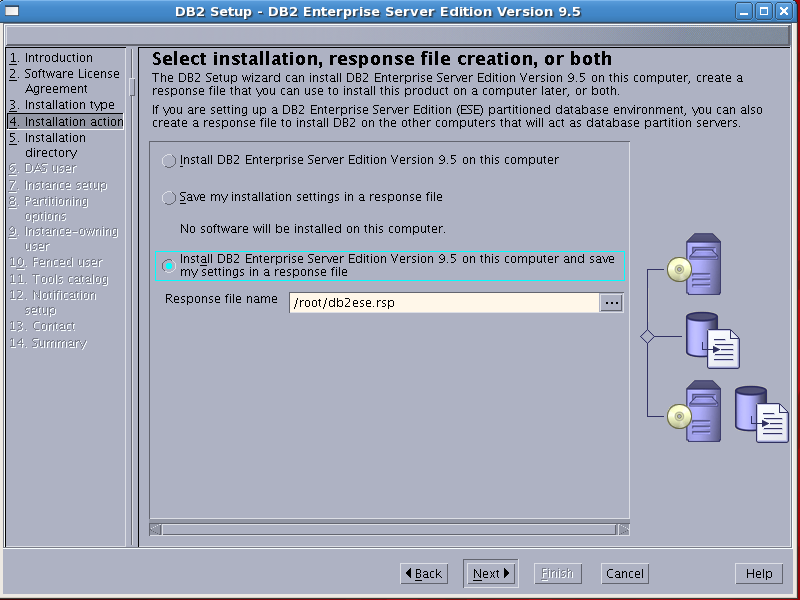 DB2 Setup - DB2 Enterprise Server Edition Version 9.5
1. Introduction
2. Software License
Agreement
3. Installation type
4. Installation action
5. Installation
directory
6. DAS user
7. Instance setup
8. Partitioning
options
9. Instance-owning
user
10. Fenced user
11. Tools catalog
12. Notification
setup
13. Contact
14. Summary
Select installation, response file creation, or both
The DB2 Setup wizard can install DB2 Enterprise Server Edition Version 9.5 on this computer, create a
response file that you can use to install this product on a computer later, or both.
If you are setting up a DB2 Enterprise Server Edition (ESE) partitioned database environment, you can also
create a response file to install DB2 on the other computers that will act as database partition servers.
Install DB2 Enterprise Server Edition Version 9.5 on this computer
Save my installation settings in a response file
No software will be installed on this computer.
Install DB2 Enterprise Server Edition Version 9.5 on this computer and save
my settings in a response file
Response file name /root/db2ese.rsp ...
Back Next Finish Cancel Help